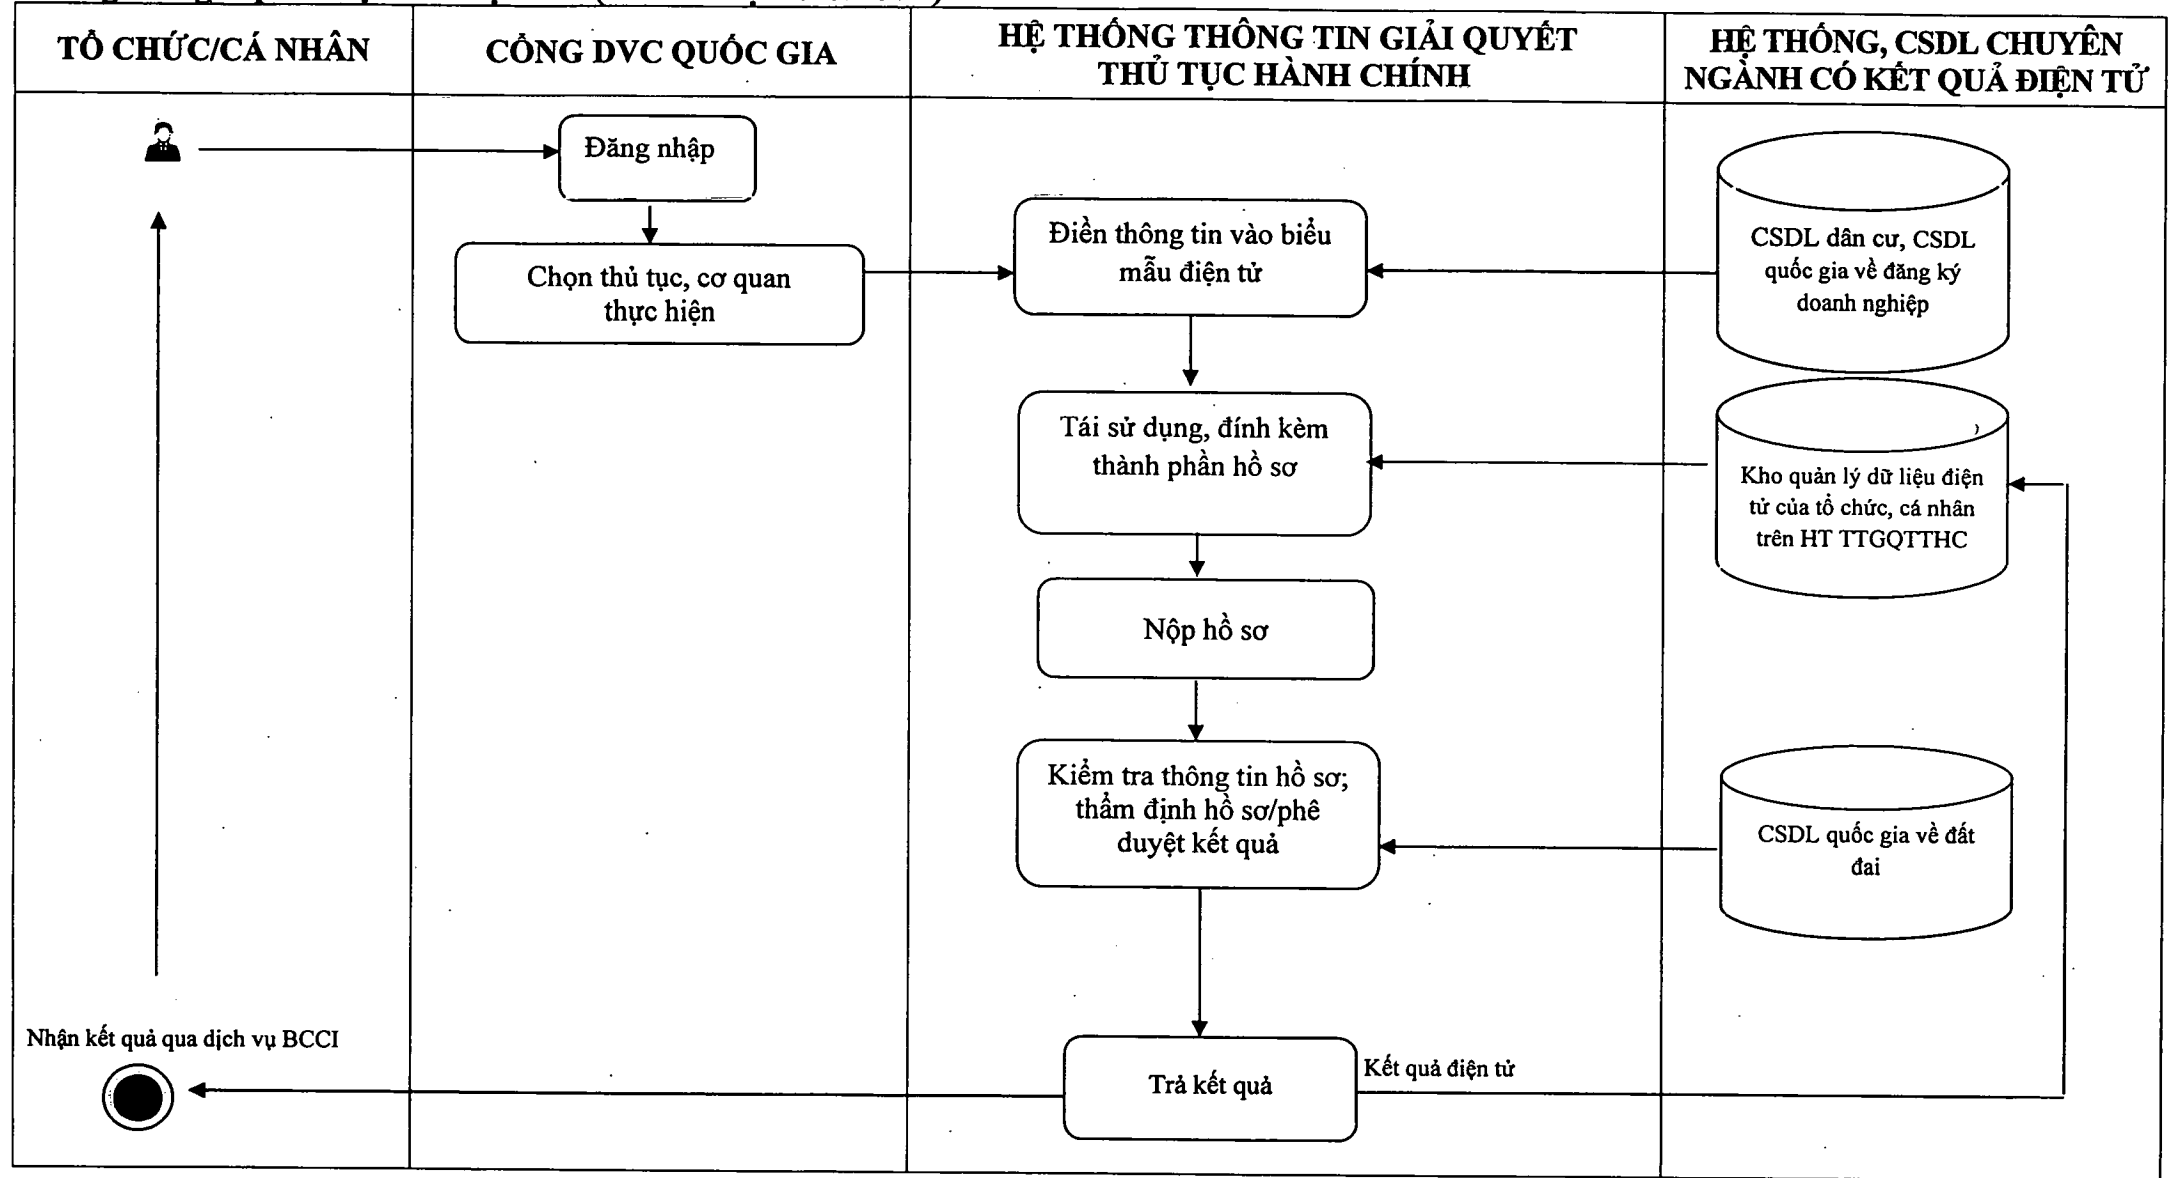 TỔ CHỨC/CÁ NHÂN
CỔNG DVC QUỐC GIA
HỆ THỐNG THÔNG TIN GIẢI QUYẾT
THỦ TỤC HÀNH CHÍNH
HỆ THỐNG, CSDL CHUYÊN
NGÀNH CÓ KẾT QUẢ ĐIỆN TỬ
Đăng nhập
Chọn thủ tục, cơ quan
thực hiện
Điền thông tin vào biểu
mẫu điện tử
CSDL dân cư, CSDL
quốc gia về đăng ký
doanh nghiệp
Tái sử dụng, đính kèm
thành phần hồ sơ
Kho quản lý dữ liệu điện
tử của tổ chức, cá nhân
trên HT TTGQTTHC
Nộp hồ sơ
Kiểm tra thông tin hồ sơ;
thẩm định hồ sơ/phê
duyệt kết quả
CSDL quốc gia về đất
đai
Nhận kết quả qua dịch vụ BCCI
Trả kết quả
Kết quả điện tử